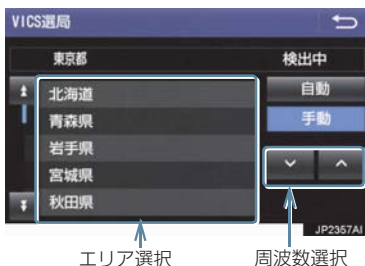 VICS選局
東京都 検出中
北海道 自動
青森県 手動
岩手県
宮城県
秋田県
JP2357AI
エリア選択 周波数選択